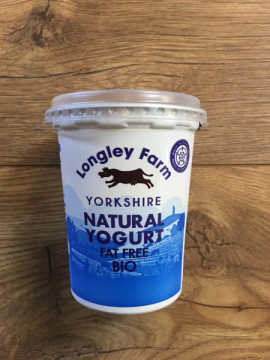 Longley Farm
YORKSHIRE
NATURAL
YOGURT
FAT FREE
BIO